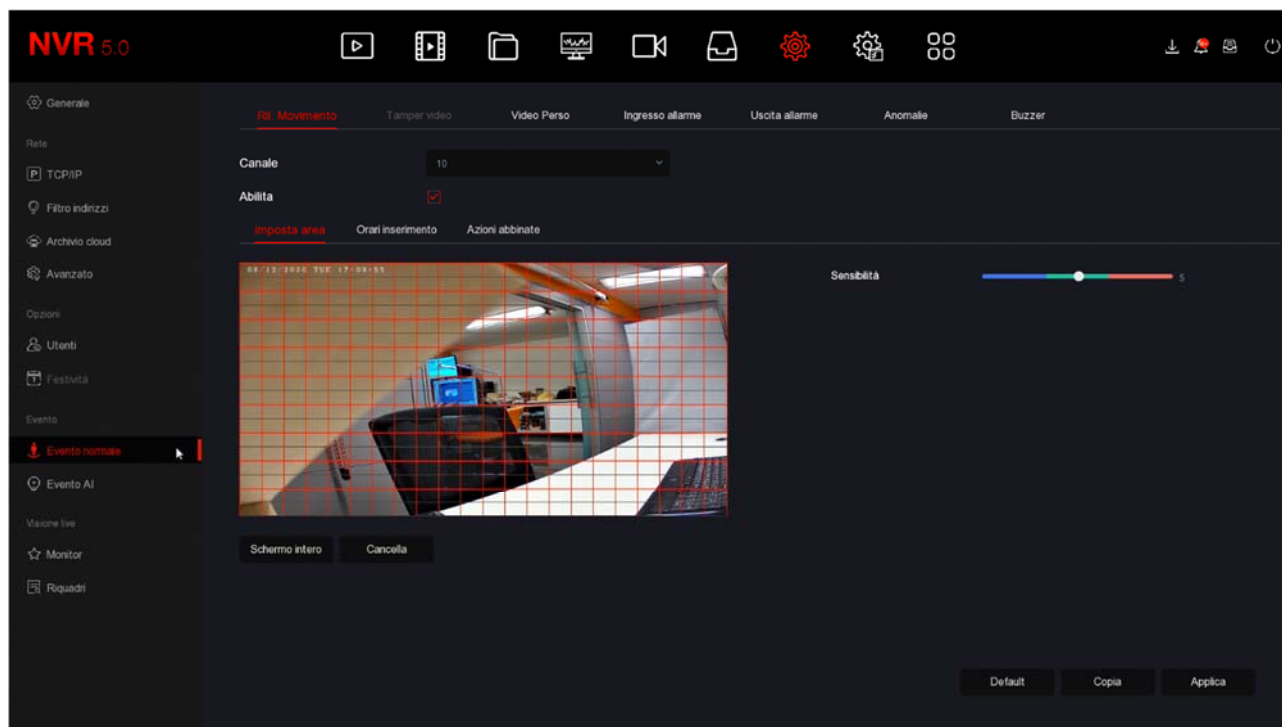 NVR 5.0
Generale
Rete
TCP/IP
Filtro indirizzi
Archivio cloud
Avanzato
Opzioni
Utenti
Festività
Evento
Evento normale
Evento AI
Visione live
Monitor
Riquadri
Ril. Movimento Tamper video Video Perso Ingresso allarme Uscita allarme Anomalie Buzzer
Canale 10
Abilita
Imposta area Orari inserimento Azioni abbinate
TUE
Sensibilità 5
Schermo intero Cancella
Default Copia Applica